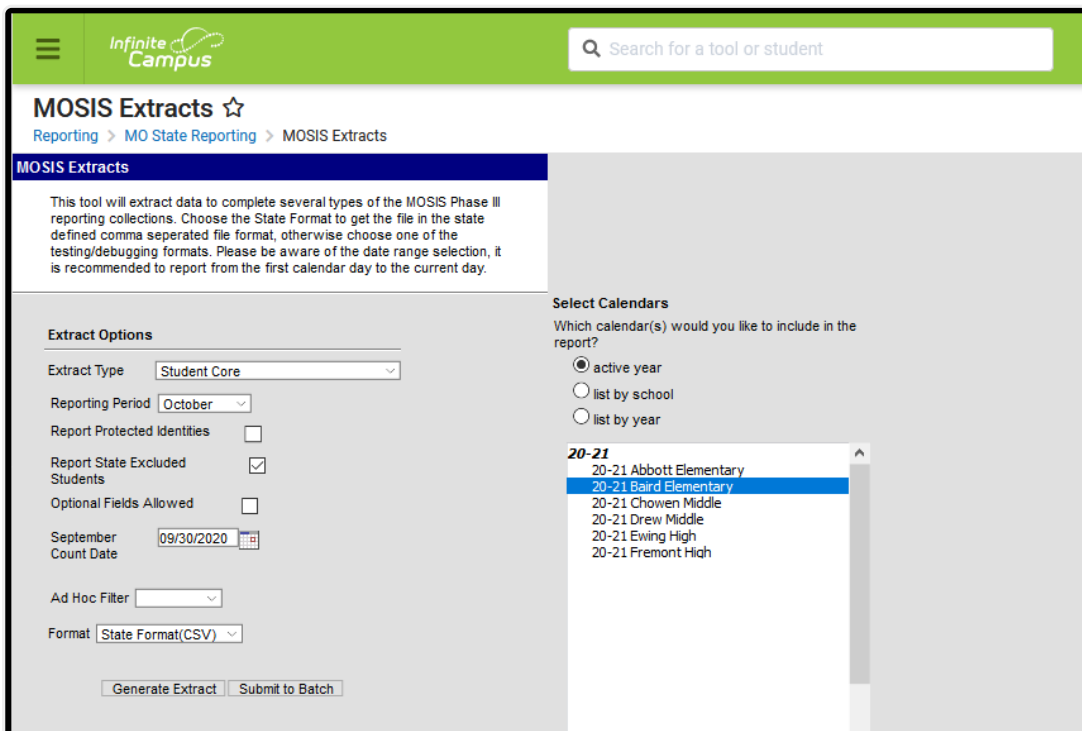 Infinite
Campus
Search for a tool or student
MOSIS Extracts
Reporting > MO State Reporting > MOSIS Extracts
MOSIS Extracts
This tool will extract data to complete several types of the MOSIS Phase III
reporting collections. Choose the State Format to get the file in the state
defined comma seperated file format, otherwise choose one of the
testing/debugging formats. Please be aware of the date range selection, it
is recommended to report from the first calendar day to the current day.
Extract Options
Extract Type Student Core
Reporting Period October
Report Protected Identities
Report State Excluded
Students
Optional Fields Allowed
September
Count Date 09/30/2020
Ad Hoc Filter
Format State Format(CSV)
Generate Extract Submit to Batch
Select Calendars
Which calendar(s) would you like to include in the
report?
active year
list by school
list by year
20-21
20-21 Abbott Elementary
20-21 Baird Elementary
20-21 Chowen Middle
20-21 Drew Middle
20-21 Ewing High
20-21 Fremont High